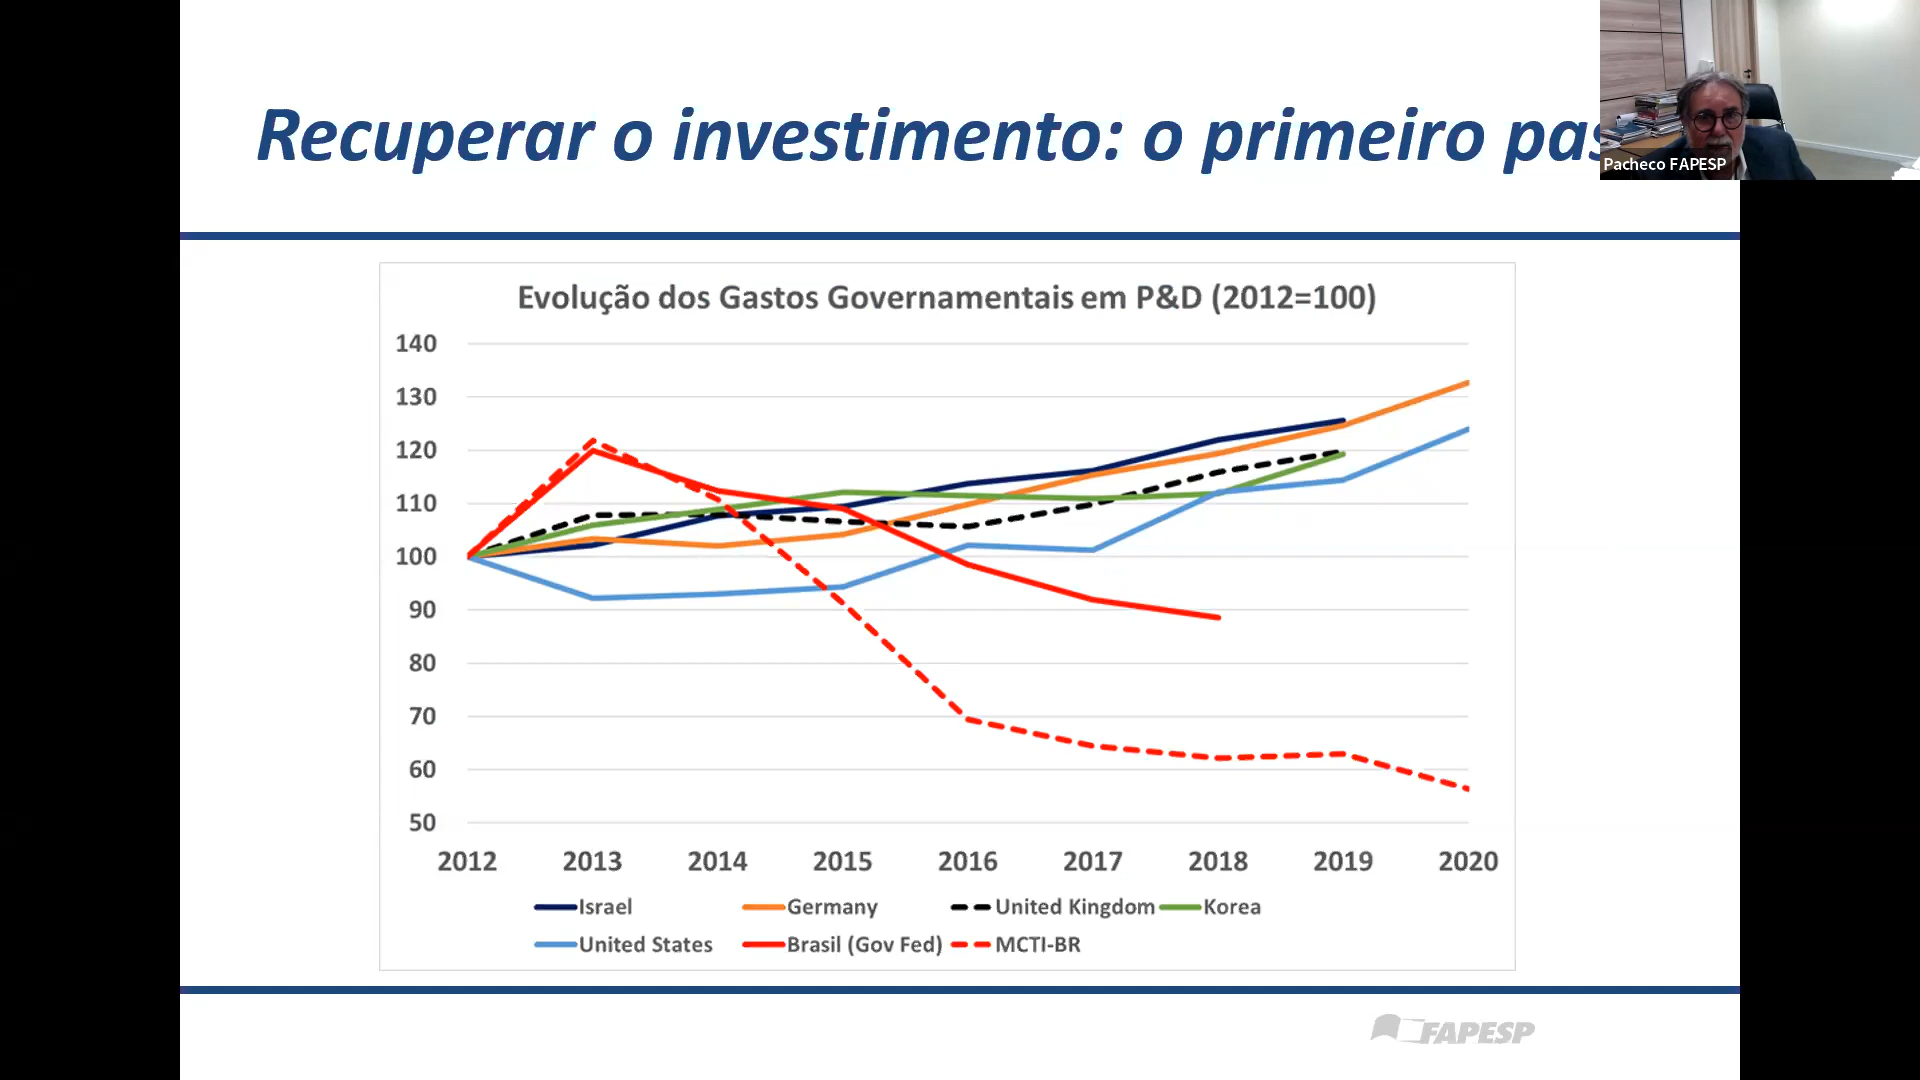 Recuperar o investimento: o primeiro pas
Pacheco FAPESP
Evolução dos Gastos Governamentais em P&D (2012=100)
140
130
120
110
100
90
80
70
60
50
2012 2013 2014 2015 2016 2017 2018 2019 2020
Israel Germany United Kingdom Korea
United States Brasil (Gov Fed) MCTI-BR
FAPESP